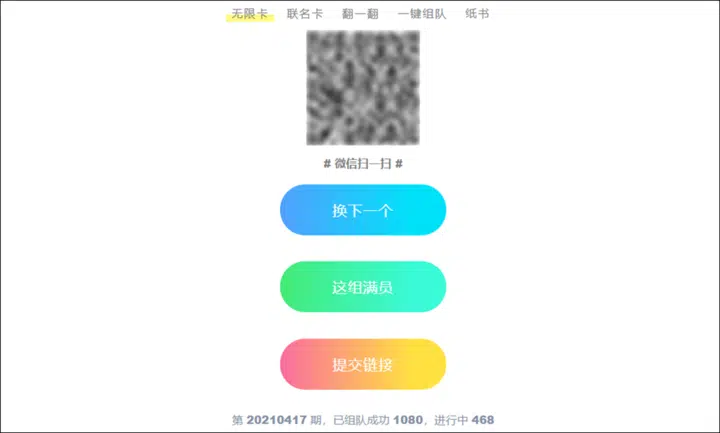 无限卡 联名卡 翻一翻 一键组队 纸书
# 微信扫一扫 #
换下一个
这组满员
提交链接
第 20210417 期，已组队成功 1080，进行中 468